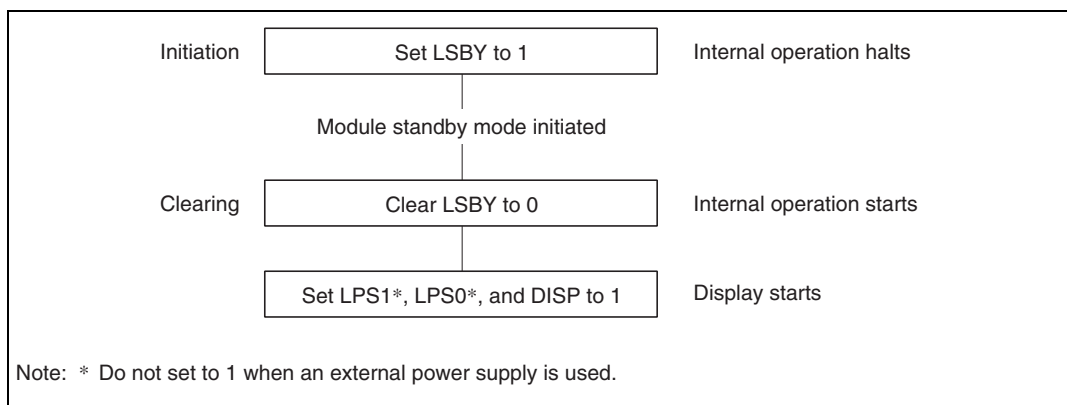 Initiation Set LSBY to 1 Internal operation halts
Module standby mode initiated
Clearing Clear LSBY to 0 Internal operation starts
Set LPS1*, LPS0*, and DISP to 1 Display starts
Note: * Do not set to 1 when an external power supply is used.